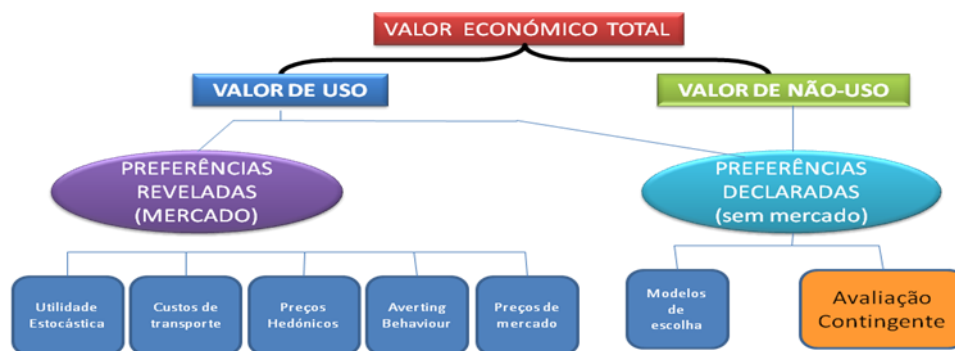 VALOR ECONÓMICO TOTAL
VALOR DE USO
VALOR DE NÃO-USO
PREFERÊNCIAS
REVELADAS
(MERCADO)
PREFERÊNCIAS
DECLARADAS
(sem mercado)
Utilidade
Estocástica
Custos de
transporte
Preços
Hedónicos
Averting
Behaviour
Preços de
mercado
Modelos
de
escolha
Avaliação
Contingente